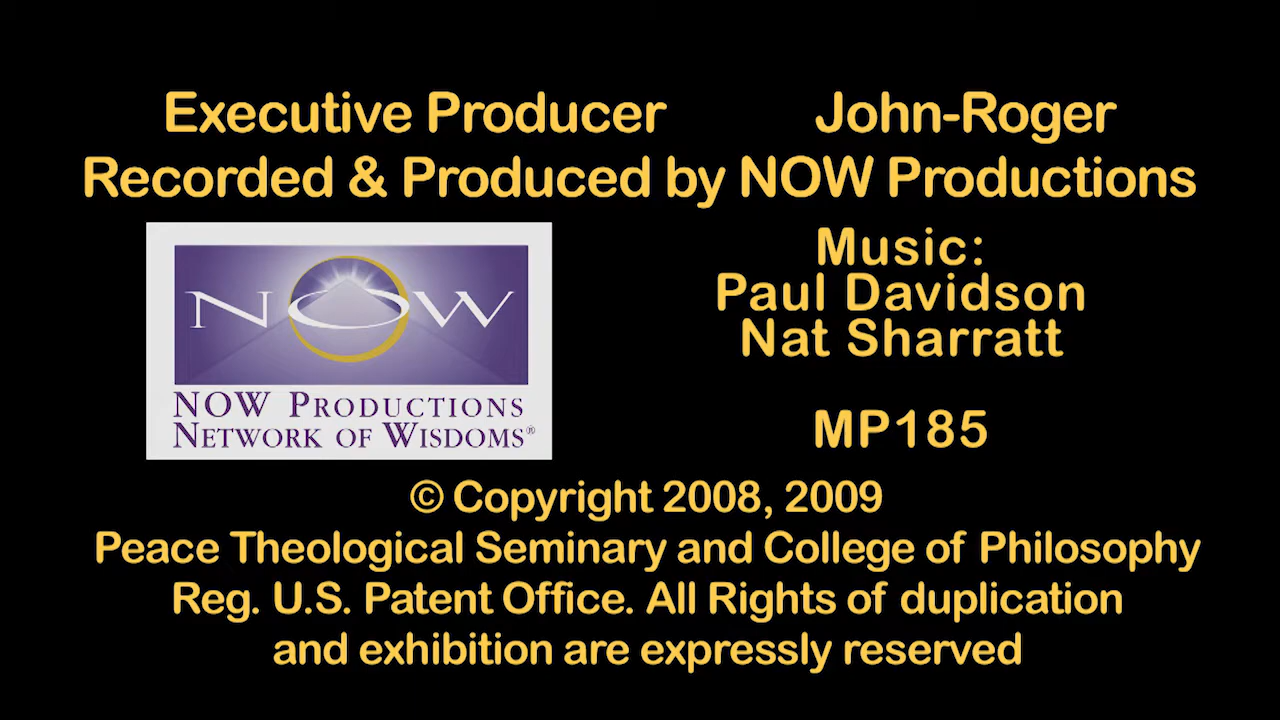 Executive Producer John-Roger
Recorded & Produced by NOW Productions
NOW
NOW PRODUCTIONS
NETWORK OF WISDOMS®
Music:
Paul Davidson
Nat Sharratt
MP185
© Copyright 2008, 2009
Peace Theological Seminary and College of Philosophy
Reg. U.S. Patent Office. All Rights of duplication
and exhibition are expressly reserved